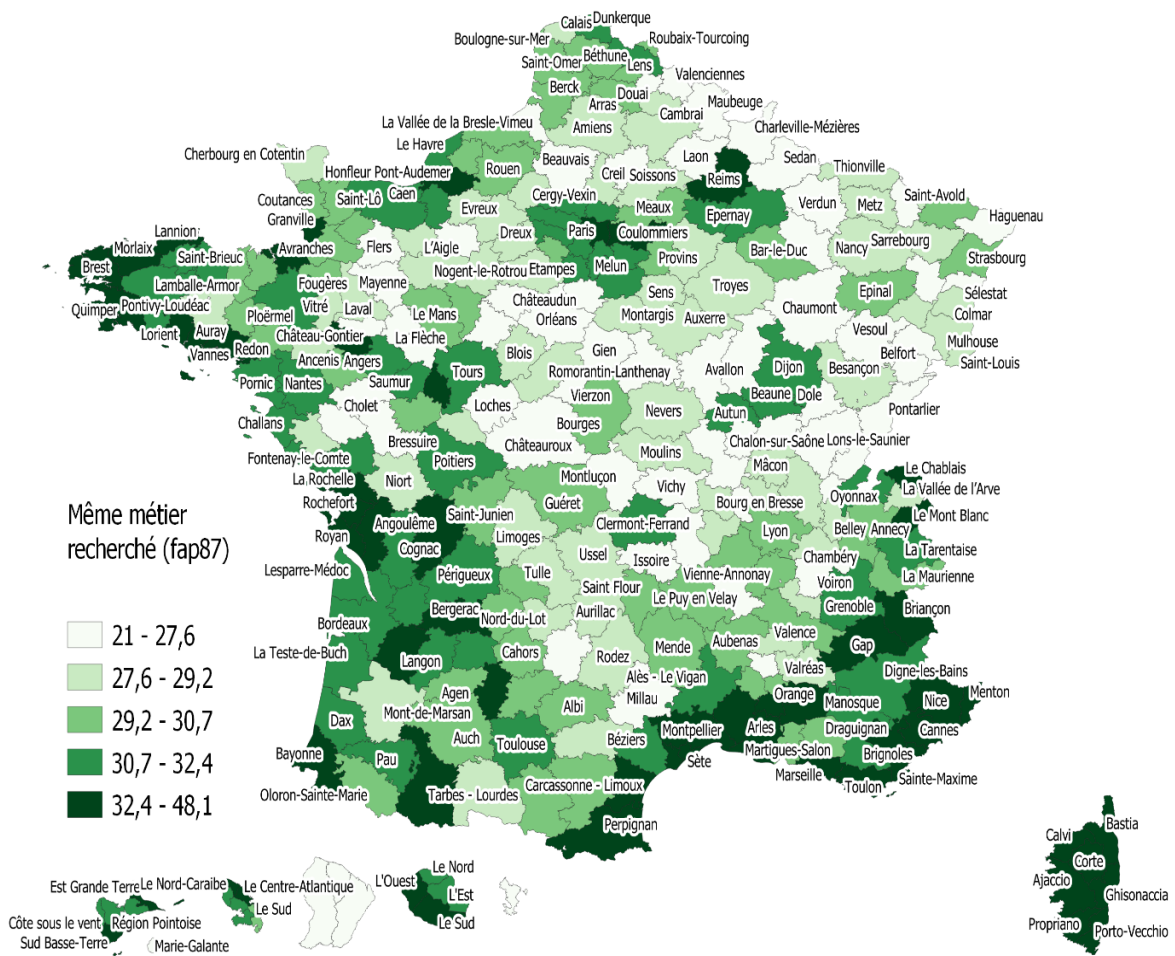 Calais
Dunkerque
Boulogne-sur-Mer
Roubaix-Tourcoing
Saint-Omer
Béthune
Lens
Valenciennes
Berck
Douai
Maubeuge
Arras
Cambrai
La Vallée de la Bresle-Vimeu
Amiens
Charleville-Mézières
Le Havre
Cherbourg en Cotentin
Beauvais
Laon
Sedan
Rouen
Honfleur Pont-Audemer
Creil
Soissons
Reims
Thionville
Cergy-Vexin
Verdun
Saint-Avold
Coutances
Saint-Lô
Caen
Evreux
Meaux
Epernay
Metz
Haguenau
Granville
Lannion
Dreux
Paris
Coulommiers
Morlaix
Saint-Brieuc
Avranches
Flers
L'Aigle
Bar-le-Duc
Nancy
Sarrebourg
Provins
Strasbourg
Brest
Lamballe-Armor
Fougères
Mayenne
Nogent-le-Rotrou
Etampes
Melun
Troyes
Epinal
Sélestat
Quimper
Pontivy-Loudéac
Ploërmel
Vitré
Laval
Le Mans
Châteaudun
Sens
Montargis
Auxerre
Chaumont
Colmar
Lorient
Auray
Château-Gontier
La Flèche
Orléans
Vesoul
Mulhouse
Vannes
Redon
Ancenis
Angers
Blois
Gien
Belfort
Saint-Louis
Pornic
Nantes
Saumur
Tours
Romorantin-Lanthenay
Avallon
Dijon
Besançon
Cholet
Loches
Vierzon
Nevers
Beaune
Dole
Autun
Challans
Bressuire
Bourges
Pontarlier
Châteauroux
Chalon-sur-Saône
Lons-le-Saunier
Fontenay-le-Comte
Poitiers
Moulins
Mâcon
La Rochelle
Niort
Montluçon
Le Chablais
Rochefort
Guéret
Vichy
Oyonnax
La Vallée de l'Arve
Bourg en Bresse
Saint-Junien
Même métier
recherché (fap87)
Angoulême
Clermont-Ferrand
Le Mont Blanc
Royan
Limoges
Lyon
Belley
Annecy
Cognac
Ussel
Issoire
Chambéry
La Tarentaise
Lesparre-Médoc
Périgueux
Tulle
Saint Flour
Vienne-Annonay
Voiron
La Maurienne
Bergerac
Nord-du-Lot
Aurillac
Le Puy en Velay
Grenoble
Briançon
Bordeaux
21 - 27,6
Cahors
Mende
Aubenas
Valence
Gap
La Teste-de-Buch
Langon
Rodez
Valréas
Digne-les-Bains
27,6 - 29,2
Alès - Le Vigan
Agen
Millau
Orange
Manosque
Nice
Menton
29,2 - 30,7
Dax
Mont-de-Marsan
Albi
Montpellier
Arles
Draguignan
Cannes
Auch
Toulouse
Béziers
Martigues-Salon
Brignoles
30,7 - 32,4
Bayonne
Pau
Sète
Marseille
Toulon
Sainte-Maxime
Oloron-Sainte-Marie
Tarbes - Lourdes
Carcassonne - Limoux
32,4 - 48,1
Perpignan
Bastia
Calvi
Corte
Est Grande Terre
Le Nord-Caraibe
Le Centre-Atlantique
L'Ouest
Le Nord
Ajaccio
Ghisonaccia
L'Est
Le Sud
Côte sous le vent
Région Pointoise
Le Sud
Propriano
Porto-Vecchio
Sud Basse-Terre
Marie-Galante